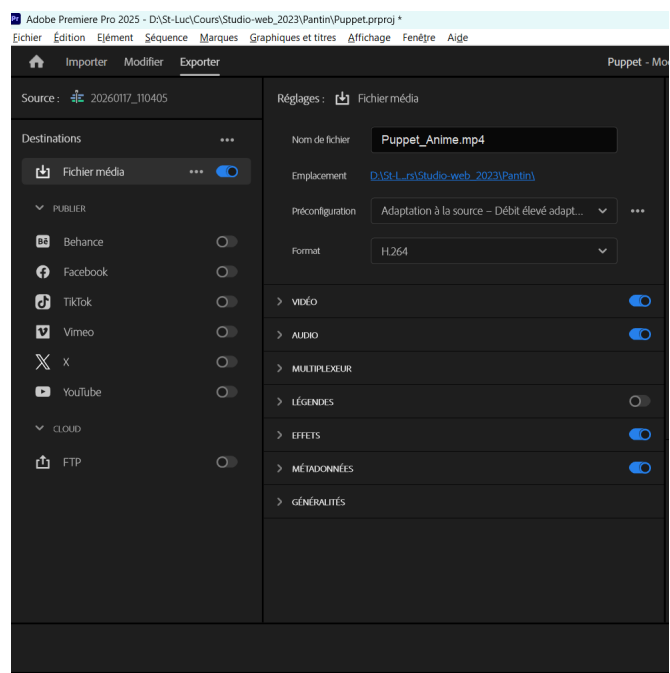 Pr Adobe Premiere Pro 2025 - D:\St-Luc\Cours\Studio-web_2023\Pantin\Puppet.prproj *
Fichier Édition Elément Séquence Marques Graphiques et titres Affichage Fenêtre Aide
Importer Modifier Exporter Puppet - Mo
Source : 20260117_110405
Réglages : Fichier média
Destinations
Nom de fichier Puppet_Anime.mp4
Fichier média
Emplacement D:\St-L...rs\Studio-web_2023\Pantin\
PUBLIER
Préconfiguration Adaptation à la source – Débit élevé adapt...
Bē Behance
Format H.264
Facebook
TikTok
VIDÉO
Vimeo
AUDIO
X
MULTIPLEXEUR
YouTube
LÉGENDES
CLOUD
EFFETS
FTP
MÉTADONNÉES
GÉNÉRALITÉS